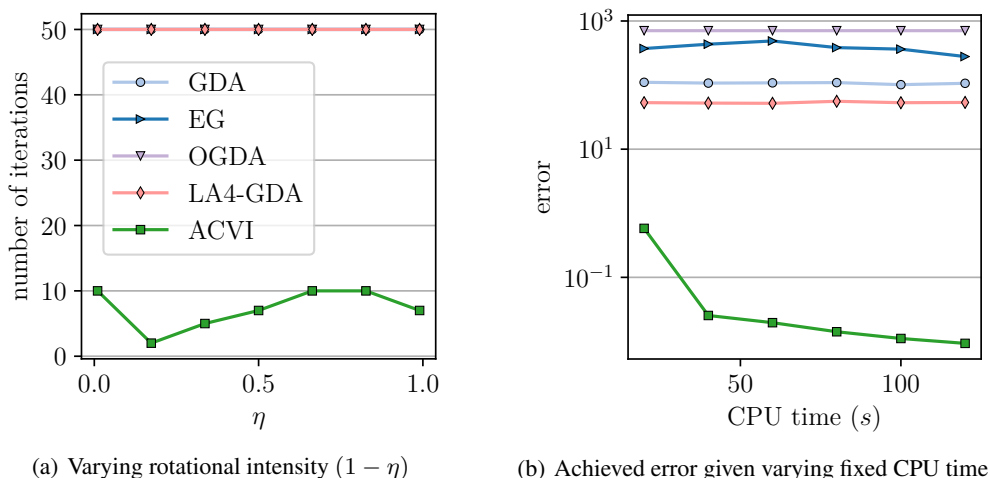 50
40
30
20
10
0
number of iterations
GDA
EG
OGDA
LA4-GDA
ACVI
0.0
0.5
1.0
η
(a) Varying rotational intensity (1 − η)
10³
10¹
10⁻¹
error
50
100
CPU time (s)
(b) Achieved error given varying fixed CPU time